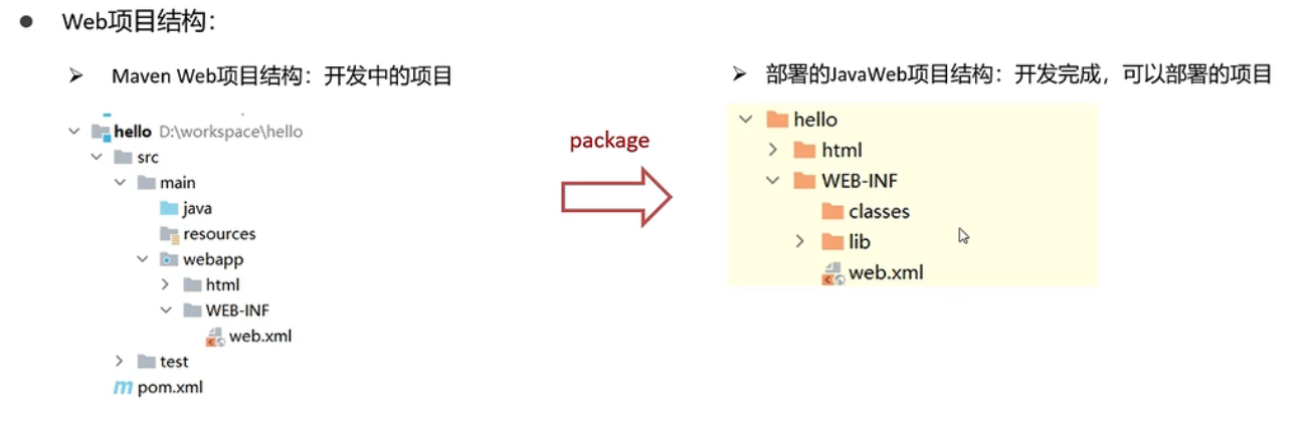 Web项目结构：
Maven Web项目结构：开发中的项目
hello D:\workspace\hello
src
main
java
resources
webapp
html
WEB-INF
web.xml
test
pom.xml
package
部署的JavaWeb项目结构：开发完成，可以部署的项目
hello
html
WEB-INF
classes
lib
web.xml